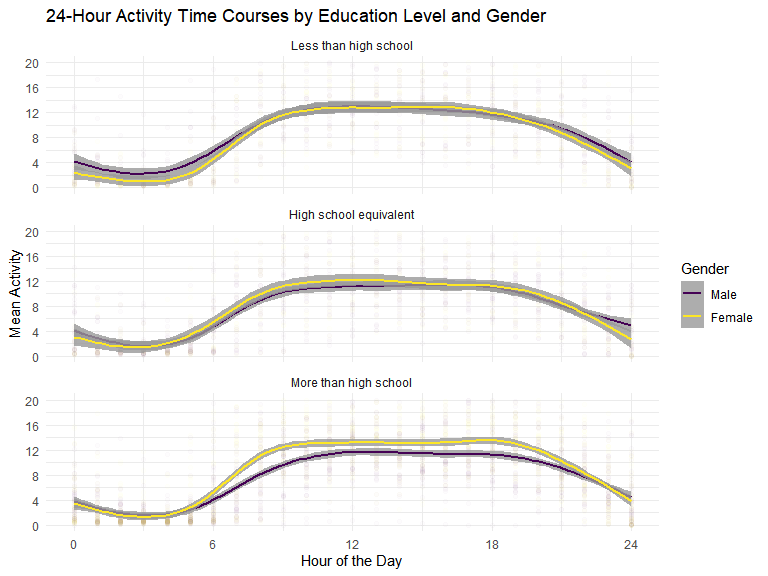 24-Hour Activity Time Courses by Education Level and Gender
Less than high school
20
16
12
8
4
0
High school equivalent
20
16
12
8
4
0
More than high school
20
16
12
8
4
0
0 6 12 18 24
Hour of the Day
Mean Activity
Gender
Male
Female